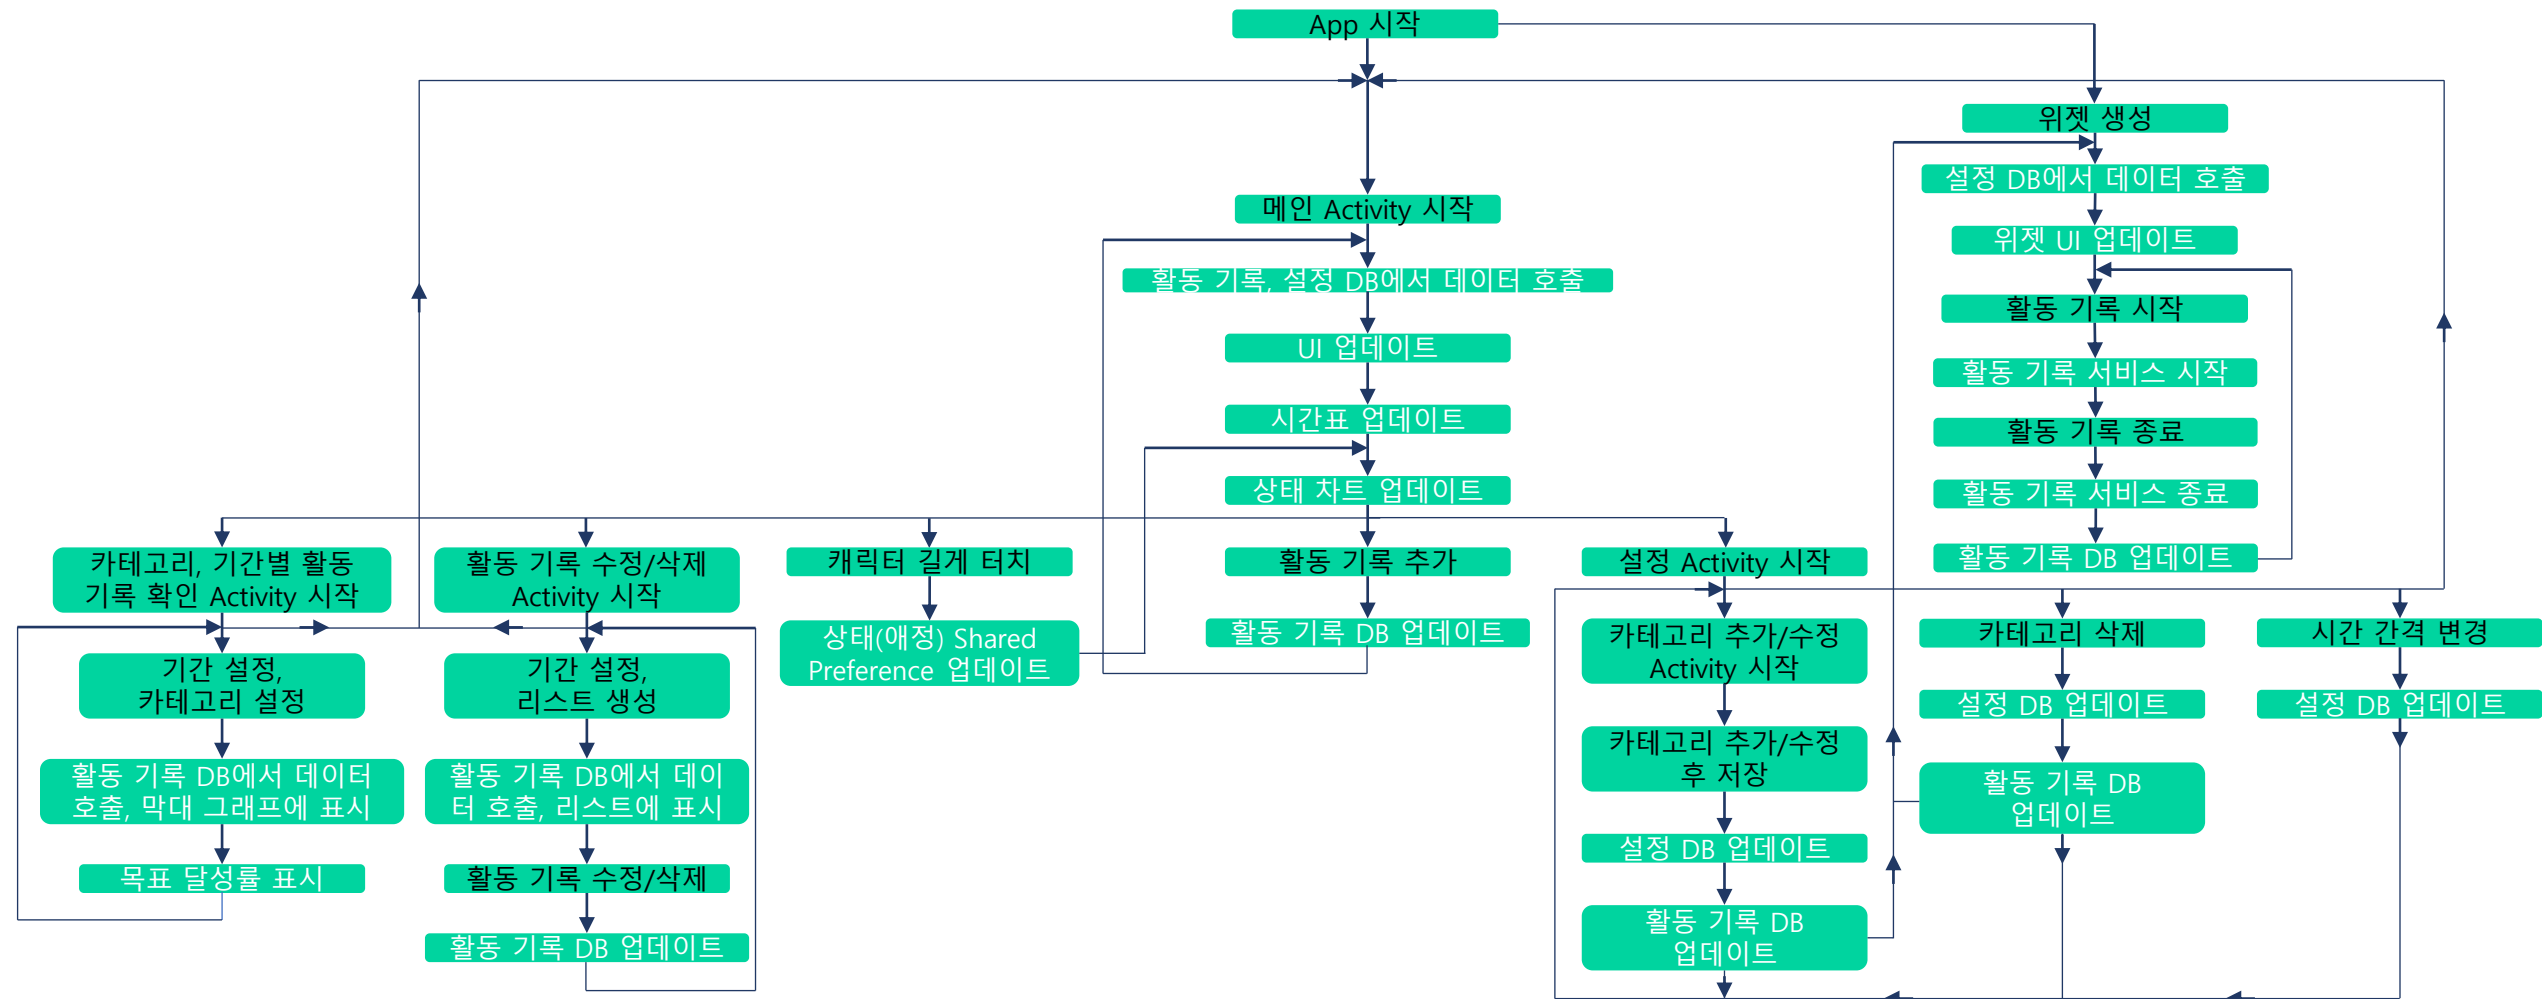 App 시작
위젯 생성
설정 DB에서 데이터 호출
위젯 UI 업데이트
활동 기록 시작
활동 기록 서비스 시작
활동 기록 종료
활동 기록 서비스 종료
활동 기록 DB 업데이트
메인 Activity 시작
활동 기록, 설정 DB에서 데이터 호출
UI 업데이트
시간표 업데이트
상태 차트 업데이트
카테고리, 기간별 활동
기록 확인 Activity 시작
기간 설정,
카테고리 설정
활동 기록 DB에서 데이터
호출, 막대 그래프에 표시
목표 달성률 표시
활동 기록 수정/삭제
Activity 시작
기간 설정,
리스트 생성
활동 기록 DB에서 데이
터 호출, 리스트에 표시
활동 기록 수정/삭제
활동 기록 DB 업데이트
캐릭터 길게 터치
상태(애정) Shared
Preference 업데이트
활동 기록 추가
활동 기록 DB 업데이트
설정 Activity 시작
카테고리 추가/수정
Activity 시작
카테고리 추가/수정
후 저장
설정 DB 업데이트
활동 기록 DB
업데이트
카테고리 삭제
설정 DB 업데이트
활동 기록 DB
업데이트
시간 간격 변경
설정 DB 업데이트